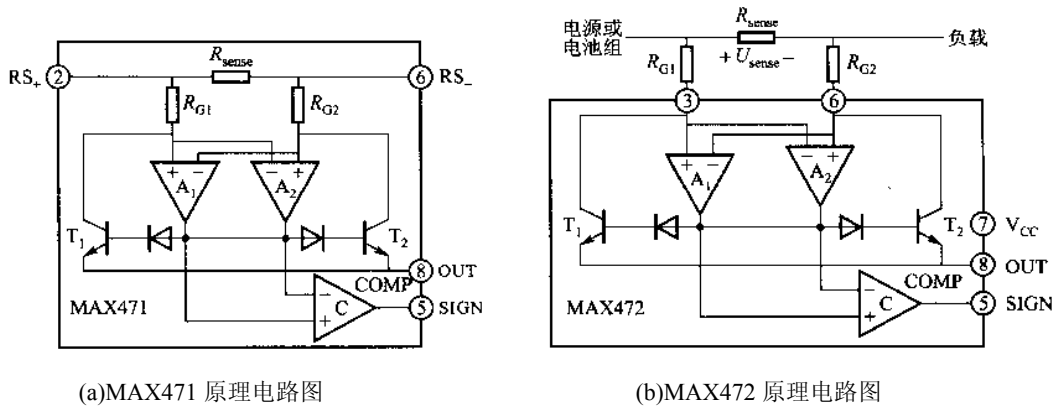 R_sense
RS+ ② ⑥ RS−
R_G1 R_G2
+ − − +
A1 A2
T1 T2
⑧ OUT
COMP
− C +
⑤ SIGN
MAX471
(a)MAX471 原理电路图
电源或
电池组
R_sense
负载
+ U_sense −
R_G1 R_G2
③ ⑥
+ − − +
A1 A2
T1 T2
⑦ V_CC
⑧ OUT
COMP
− C +
⑤ SIGN
MAX472
(b)MAX472 原理电路图